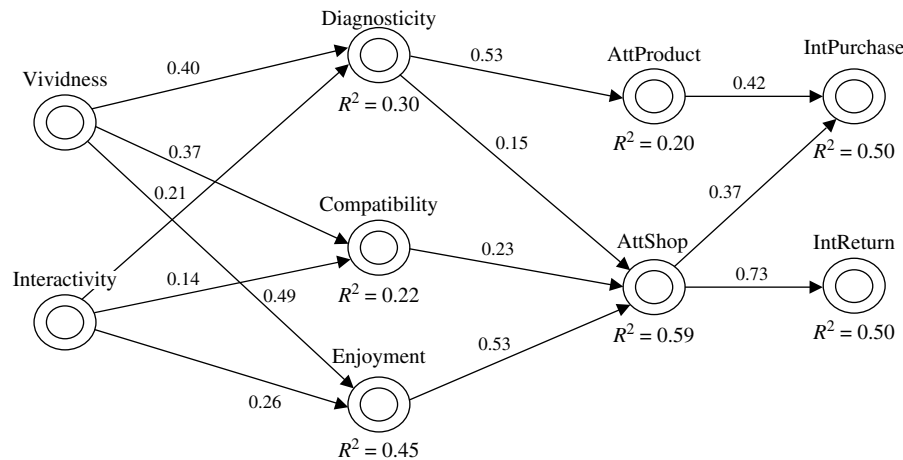 Diagnosticity
0.40
0.53
AttProduct
IntPurchase
Vividness
0.42
R² = 0.30
R² = 0.20
R² = 0.50
0.37
0.15
0.21
0.37
Compatibility
AttShop
IntReturn
Interactivity
0.14
0.23
0.73
0.49
R² = 0.22
R² = 0.59
R² = 0.50
Enjoyment
0.53
0.26
R² = 0.45